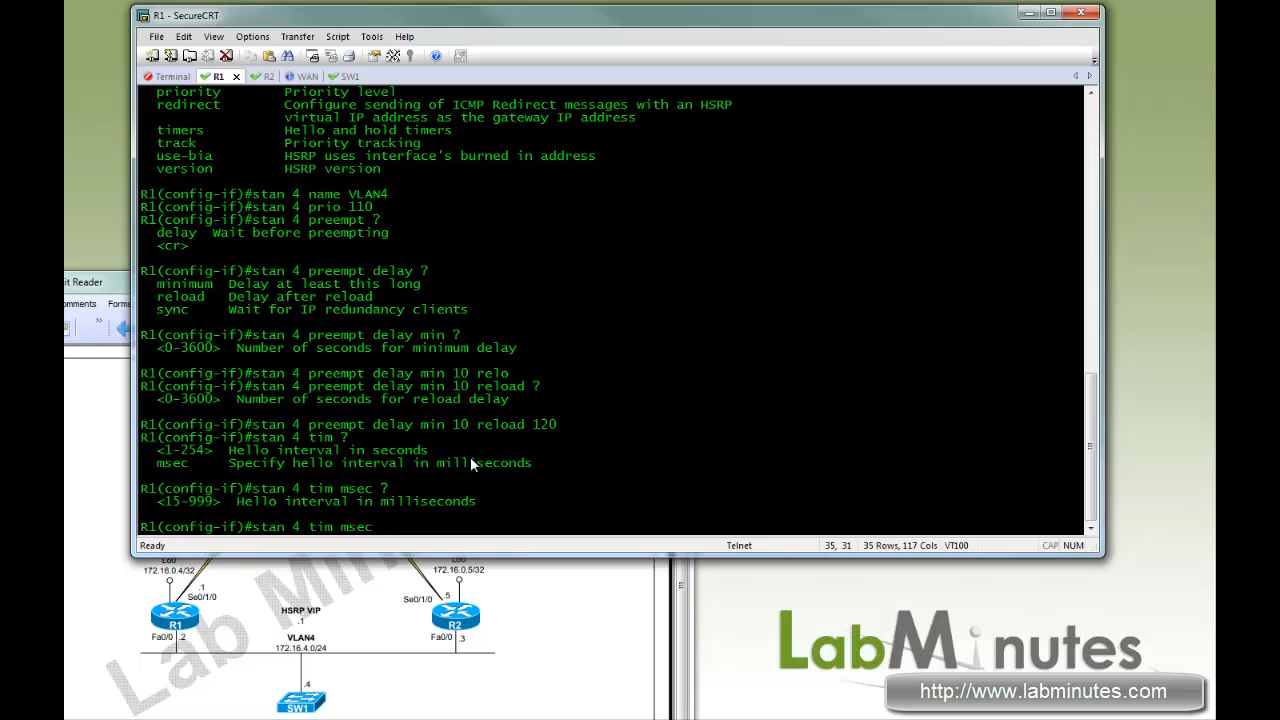 R1 - SecureCRT
File Edit View Options Transfer Script Tools Help
Terminal R1 R2 WAN SW1
priority Priority level
redirect Configure sending of ICMP Redirect messages with an HSRP
virtual IP address as the gateway IP address
timers Hello and hold timers
track Priority tracking
use-bia HSRP uses interface's burned in address
version HSRP version
R1(config-if)#stan 4 name VLAN4
R1(config-if)#stan 4 prio 110
R1(config-if)#stan 4 preempt ?
delay Wait before preempting
<cr>
R1(config-if)#stan 4 preempt delay ?
minimum Delay at least this long
reload Delay after reload
sync Wait for IP redundancy clients
R1(config-if)#stan 4 preempt delay min ?
<0-3600> Number of seconds for minimum delay
R1(config-if)#stan 4 preempt delay min 10 relo
R1(config-if)#stan 4 preempt delay min 10 reload ?
<0-3600> Number of seconds for reload delay
R1(config-if)#stan 4 preempt delay min 10 reload 120
R1(config-if)#stan 4 tim ?
<1-254> Hello interval in seconds
msec Specify hello interval in milliseconds
R1(config-if)#stan 4 tim msec ?
<15-999> Hello interval in milliseconds
R1(config-if)#stan 4 tim msec
Ready Telnet 35, 31 35 Rows, 117 Cols VT100 CAP NUM
it Reader
omments Forms
»
172.16.0.4/32
172.16.0.5/32
.1
Se0/1/0
Se0/1/0
.5
HSRP VIP
.1
R1
R2
Fa0/0 .2
Fa0/0 .3
VLAN4
172.16.4.0/24
.4
SW1
Lab Min
LabMinutes
http://www.labminutes.com